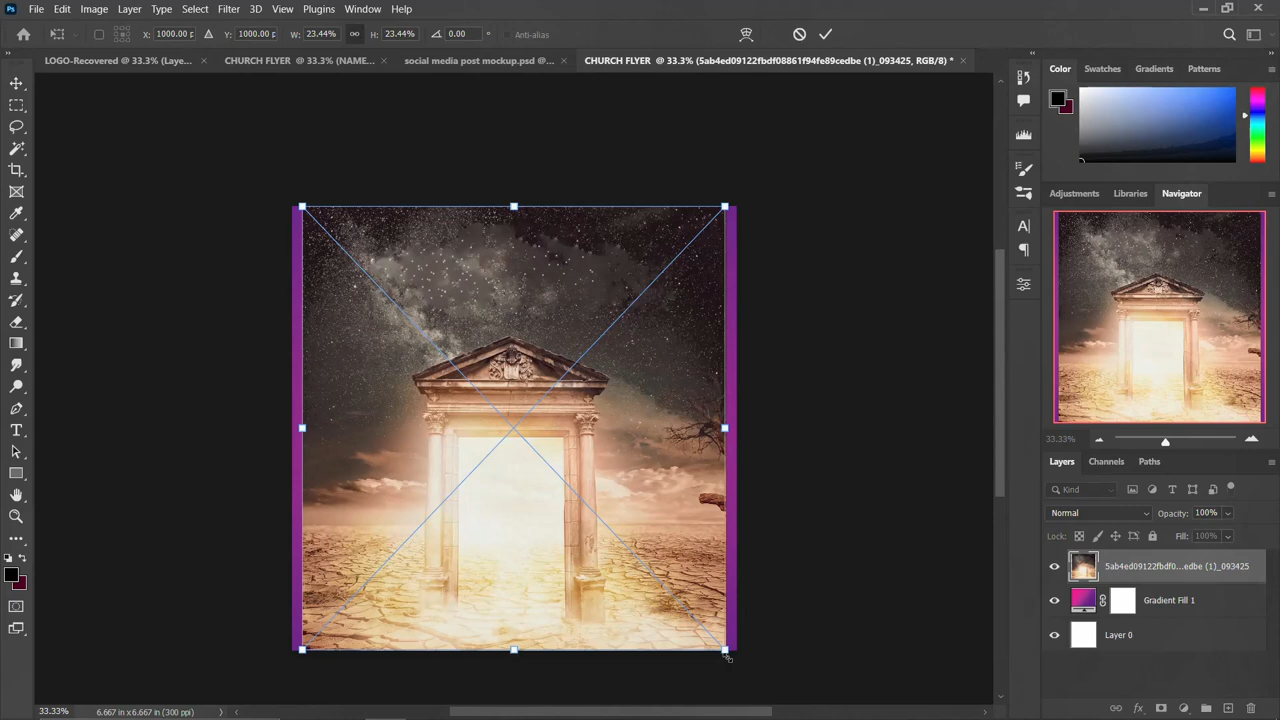 Ps File Edit Image Layer Type Select Filter 3D View Plugins Window Help
X: 1000.00 p Y: 1000.00 p W: 23.44% H: 23.44% 0.00 ° Anti-alias
LOGO-Recovered @ 33.3% (Laye... × CHURCH FLYER @ 33.3% (NAME... × social media post mockup.psd @... × CHURCH FLYER @ 33.3% (5ab4ed09122fbdf08861f94fe89cedbe (1)_093425, RGB/8) * ×
Color Swatches Gradients Patterns
Adjustments Libraries Navigator
33.33%
Layers Channels Paths
Kind
Normal Opacity: 100%
Lock: Fill: 100%
5ab4ed09122fbdf0...edbe (1)_093425
Gradient Fill 1
Layer 0
33.33% 6.667 in x 6.667 in (300 ppi)